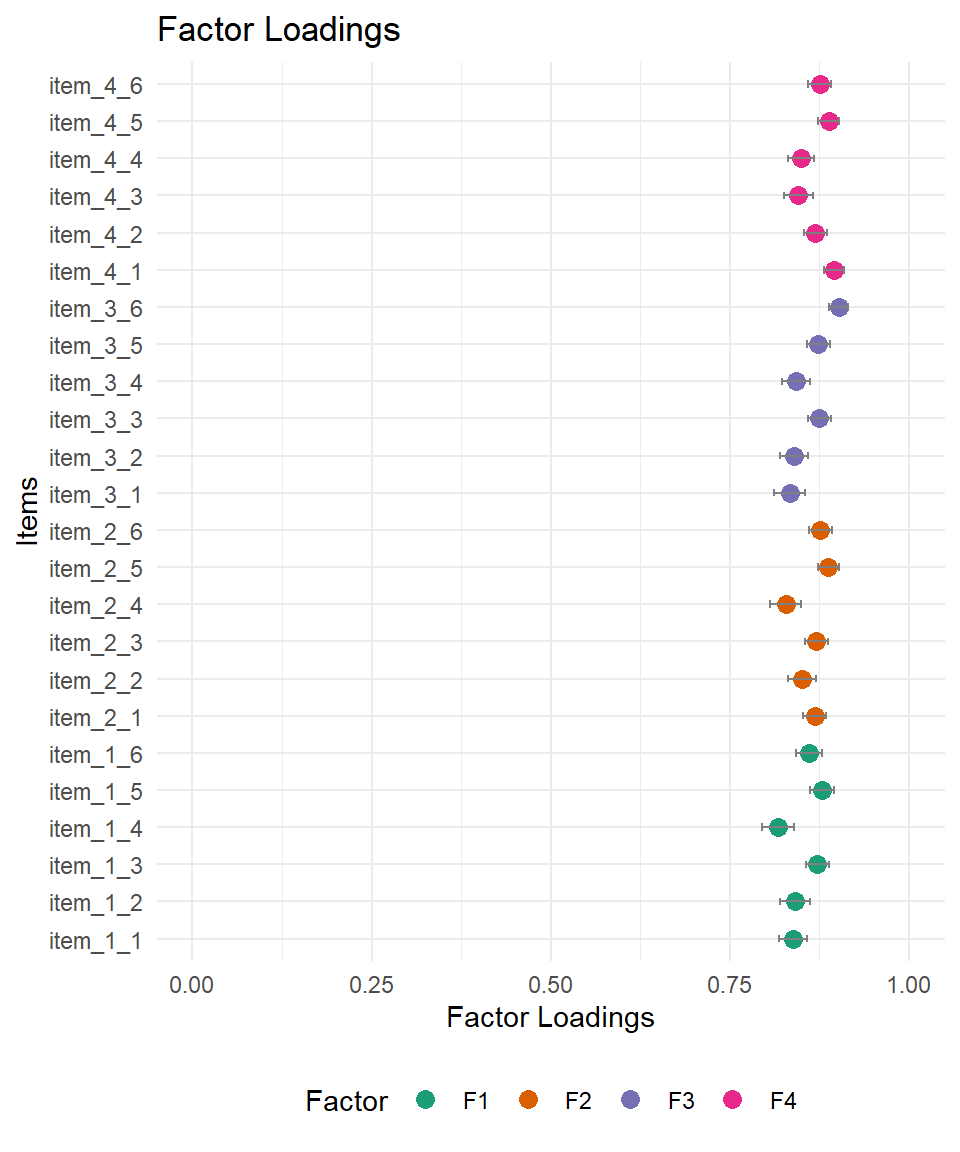 Factor Loadings
item_4_6
item_4_5
item_4_4
item_4_3
item_4_2
item_4_1
item_3_6
item_3_5
item_3_4
item_3_3
item_3_2
item_3_1
item_2_6
item_2_5
item_2_4
item_2_3
item_2_2
item_2_1
item_1_6
item_1_5
item_1_4
item_1_3
item_1_2
item_1_1
Items
0.00 0.25 0.50 0.75 1.00
Factor Loadings
Factor F1 F2 F3 F4